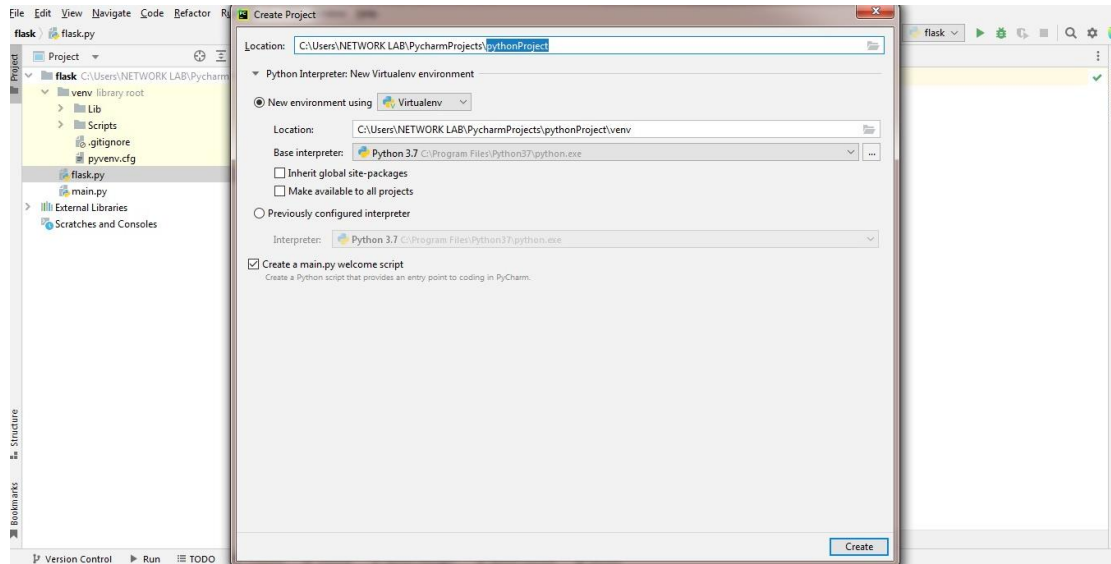 File Edit View Navigate Code Refactor
Create Project
flask flask.py
flask
Project
Project
flask C:\Users\NETWORK LAB\Pycharm
venv library root
Lib
Scripts
.gitignore
pyvenv.cfg
flask.py
main.py
External Libraries
Scratches and Consoles
Structure
Bookmarks
Version Control Run TODO
Location: C:\Users\NETWORK LAB\PycharmProjects\pythonProject
Python Interpreter: New Virtualenv environment
New environment using Virtualenv
Location: C:\Users\NETWORK LAB\PycharmProjects\pythonProject\venv
Base interpreter: Python 3.7 C:\Program Files\Python37\python.exe ...
Inherit global site-packages
Make available to all projects
Previously configured interpreter
Interpreter: Python 3.7 C:\Program Files\Python37\python.exe
Create a main.py welcome script
Create a Python script that provides an entry point to coding in PyCharm.
Create